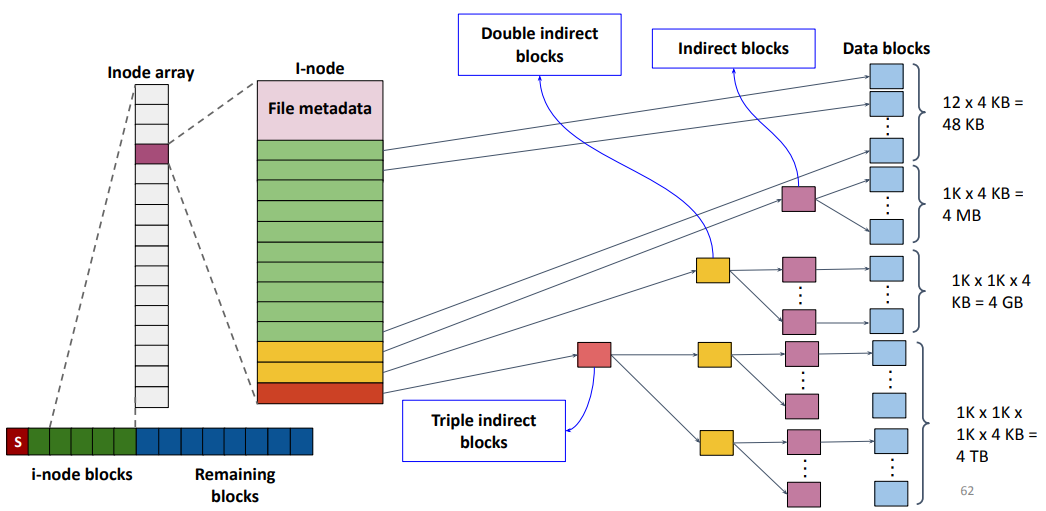 Double indirect
blocks
Indirect blocks
Data blocks
Inode array
I-node
File metadata
12 x 4 KB =
48 KB
1K x 4 KB =
4 MB
1K x 1K x 4
KB = 4 GB
Triple indirect
blocks
1K x 1K x
1K x 4 KB =
4 TB
S
i-node blocks
Remaining
blocks
62